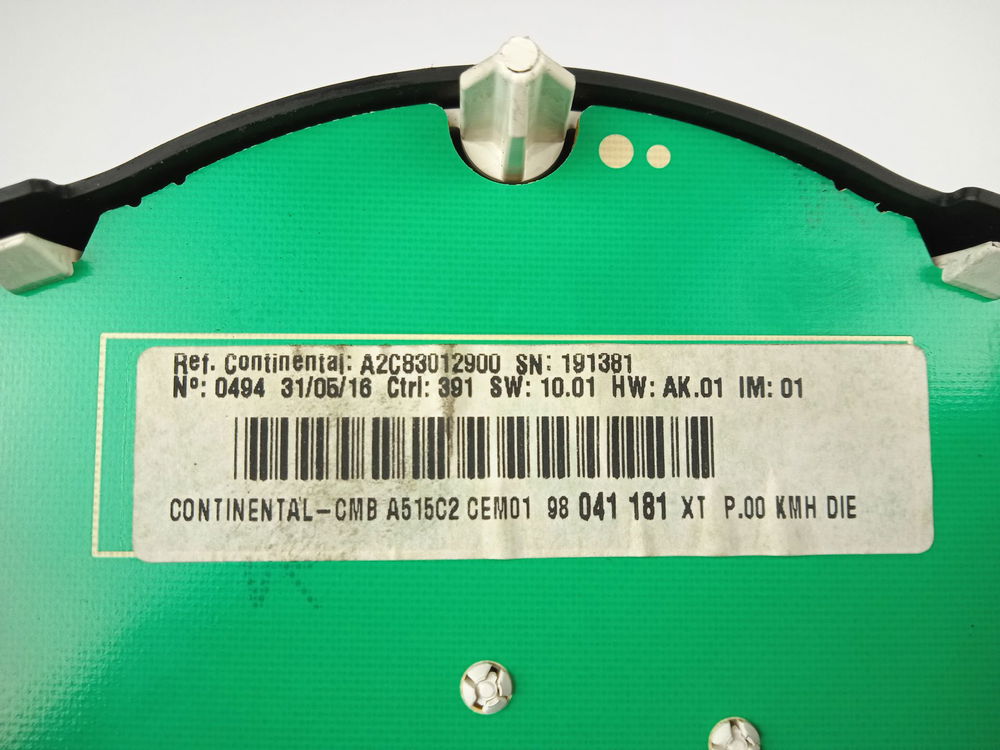 Ref. Continental: A2C83012900 SN: 191381
Nº: 0494 31/05/16 Ctrl: 391 SW: 10.01 HW: AK.01 IM: 01
CONTINENTAL-CMB A515C2 CEM01 98 041 181 XT P.00 KMH DIE